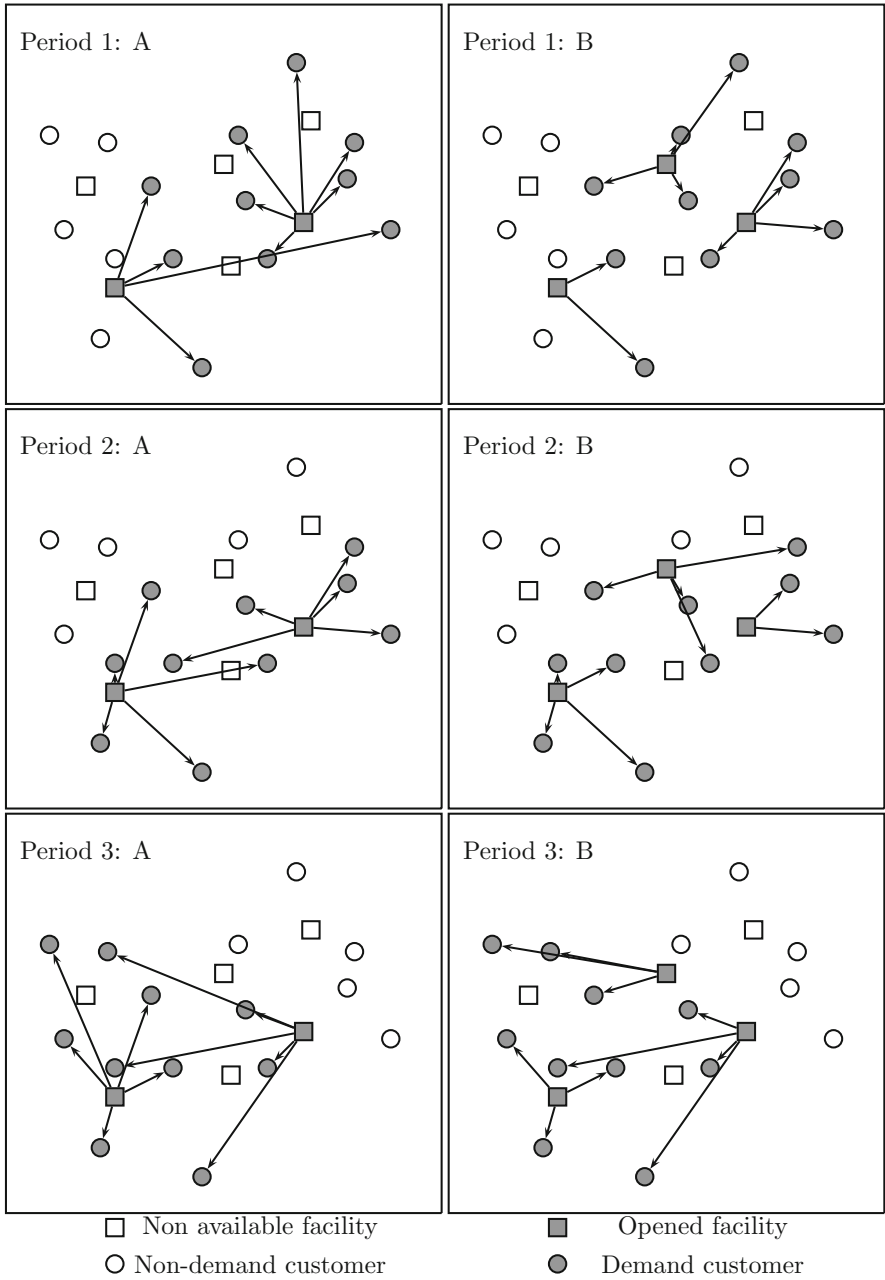 Period 1: A
Period 1: B
Period 2: A
Period 2: B
Period 3: A
Period 3: B
Non available facility
Opened facility
Non-demand customer
Demand customer